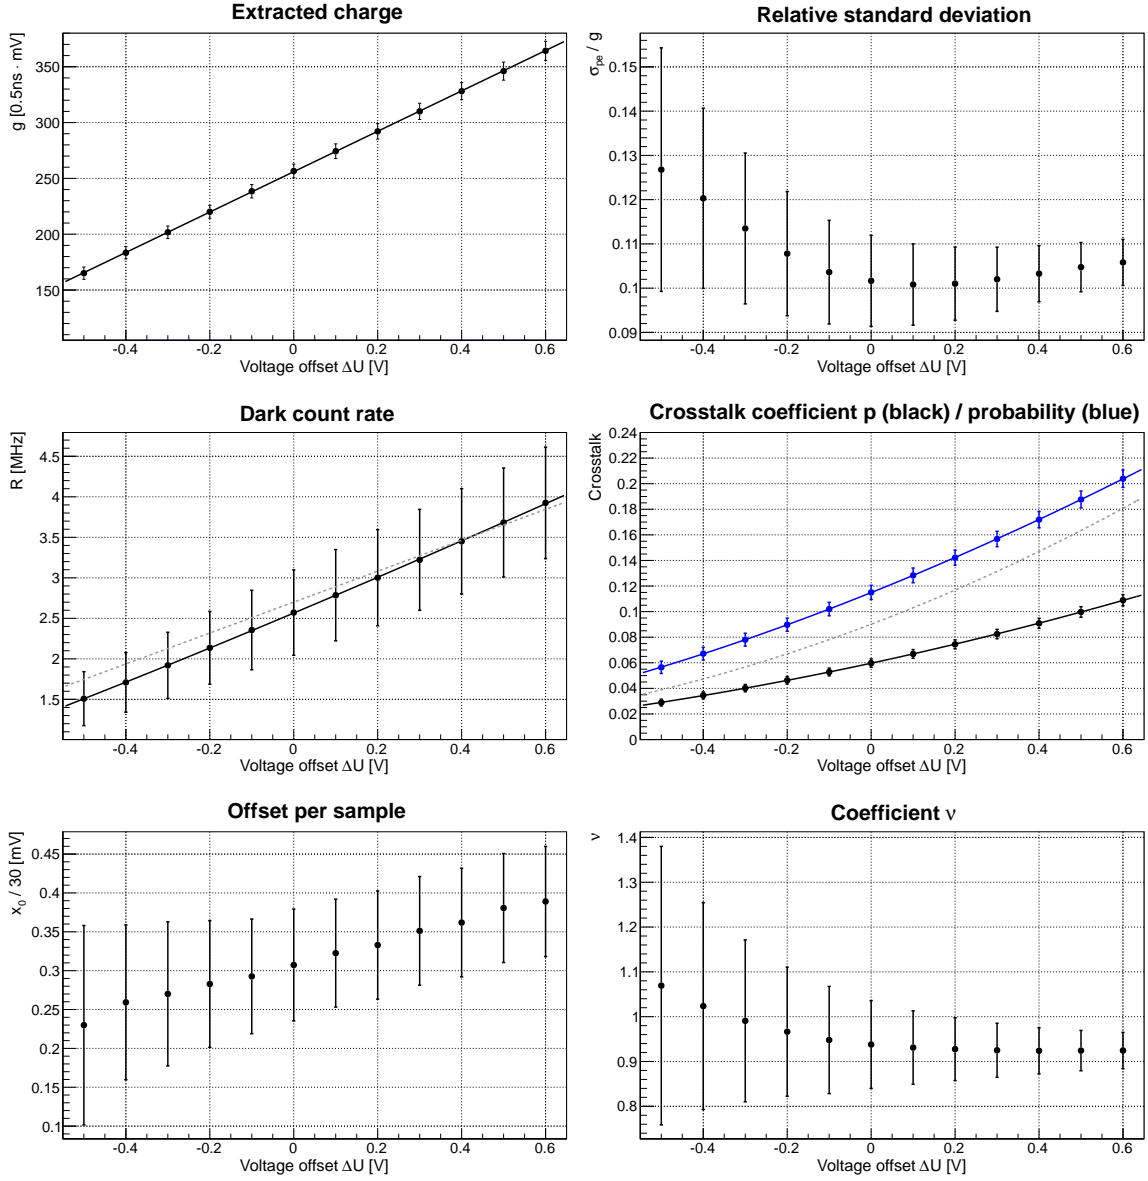 Extracted charge
g [0.5ns · mV]
350
300
250
200
150
-0.4 -0.2 0 0.2 0.4 0.6
Voltage offset ΔU [V]
Relative standard deviation
σpe / g
0.15
0.14
0.13
0.12
0.11
0.1
0.09
-0.4 -0.2 0 0.2 0.4 0.6
Voltage offset ΔU [V]
Dark count rate
R [MHz]
4.5
4
3.5
3
2.5
2
1.5
-0.4 -0.2 0 0.2 0.4 0.6
Voltage offset ΔU [V]
Crosstalk coefficient p (black) / probability (blue)
Crosstalk
0.24
0.22
0.2
0.18
0.16
0.14
0.12
0.1
0.08
0.06
0.04
0.02
0
-0.4 -0.2 0 0.2 0.4 0.6
Voltage offset ΔU [V]
Offset per sample
x0 / 30 [mV]
0.45
0.4
0.35
0.3
0.25
0.2
0.15
0.1
-0.4 -0.2 0 0.2 0.4 0.6
Voltage offset ΔU [V]
Coefficient ν
ν
1.4
1.3
1.2
1.1
1
0.9
0.8
-0.4 -0.2 0 0.2 0.4 0.6
Voltage offset ΔU [V]